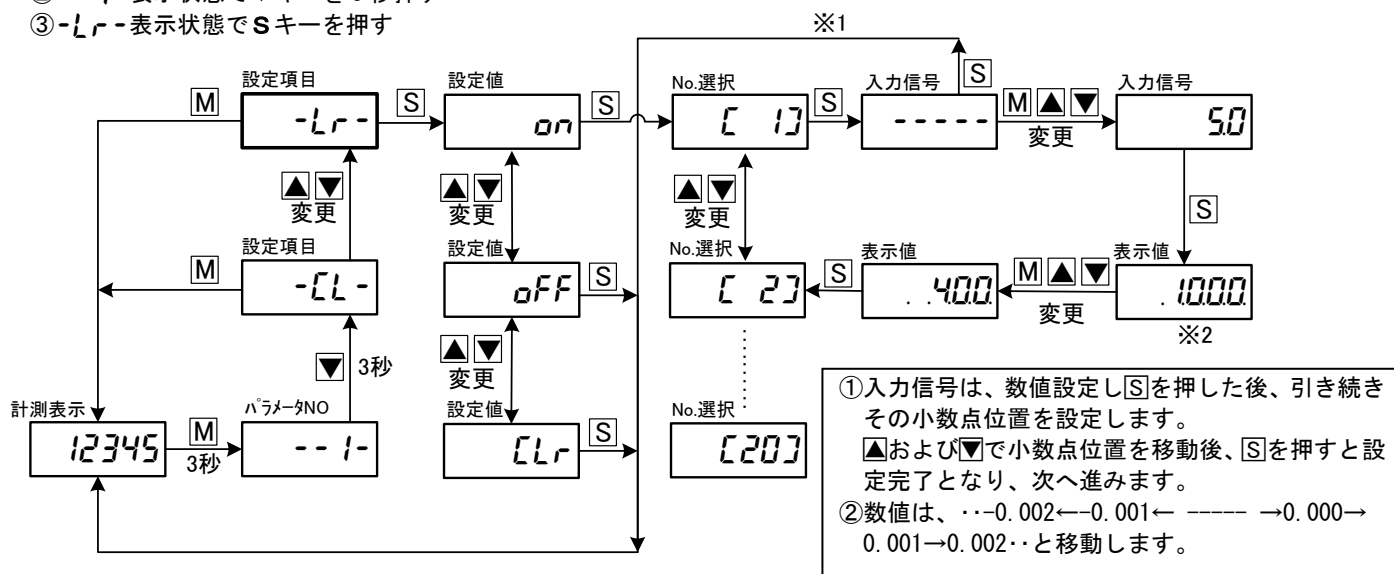 ③-Lr-表示状態でSキーを押す
※1
設定項目 設定値 No.選択 入力信号 S 入力信号
M -Lr- S on S [ 1] S ----- M▲▼ 5.0
変更
▲▼ ▲▼ ▲▼ S
変更 変更 変更
設定項目 設定値 No.選択 表示値 表示値
M -CL- oFF S [ 2] S . .4.0.0. M▲▼ .1.0.0.0.
変更
※2
▼ 3秒 ▲▼
変更
計測表示 パラメータNO 設定値 No.選択
12345 M --1- CLr S [20]
3秒
①入力信号は、数値設定しSを押した後、引き続き
その小数点位置を設定します。
▲および▼で小数点位置を移動後、Sを押すと設
定完了となり、次へ進みます。
②数値は、‥-0.002←-0.001← ----- →0.000→
0.001→0.002‥と移動します。